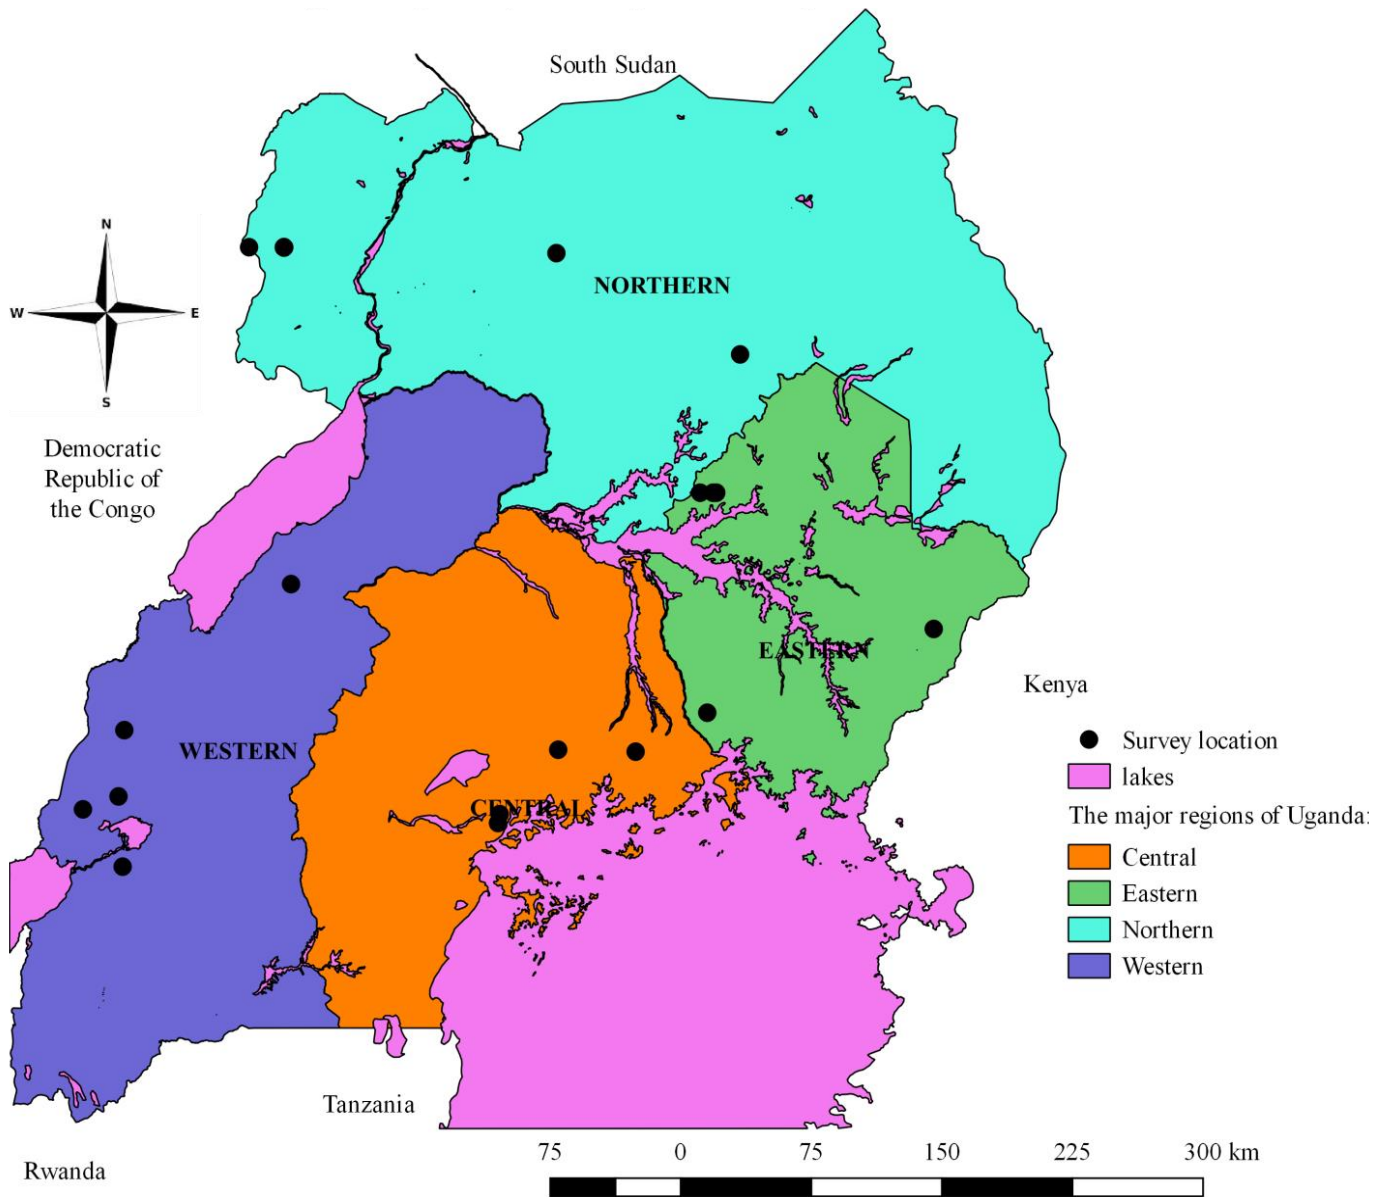 South Sudan
N
W
E
S
NORTHERN
Democratic
Republic of
the Congo
EASTERN
Kenya
WESTERN
Survey location
lakes
CENTRAL
The major regions of Uganda:
Central
Eastern
Northern
Western
Tanzania
Rwanda
75 0 75 150 225 300 km